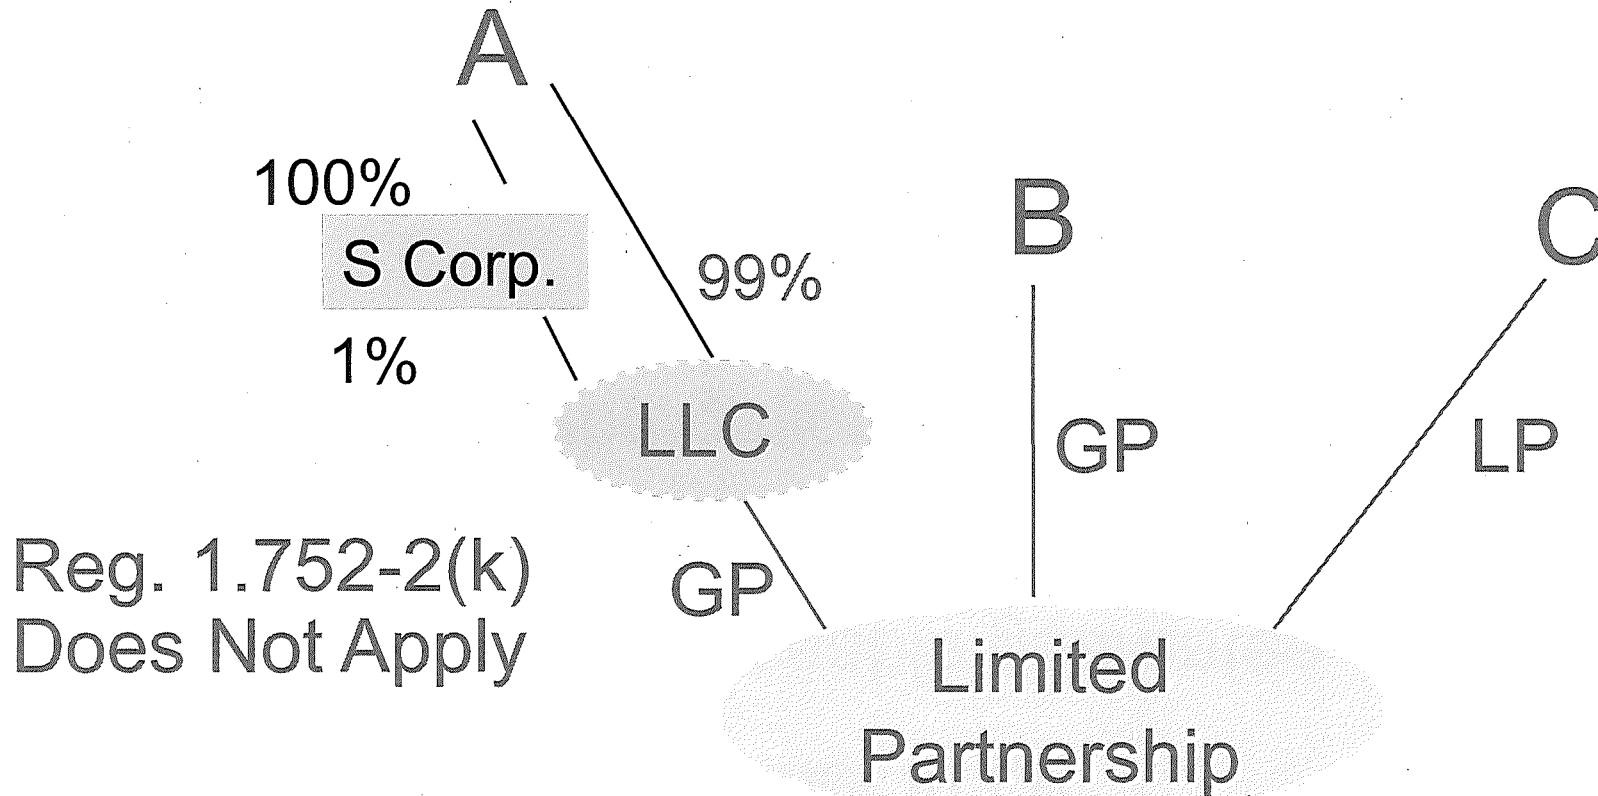 A
100%
S Corp.
99%
B
C
1%
LLC
GP
LP
GP
Reg. 1.752-2(k)
Does Not Apply
Limited
Partnership